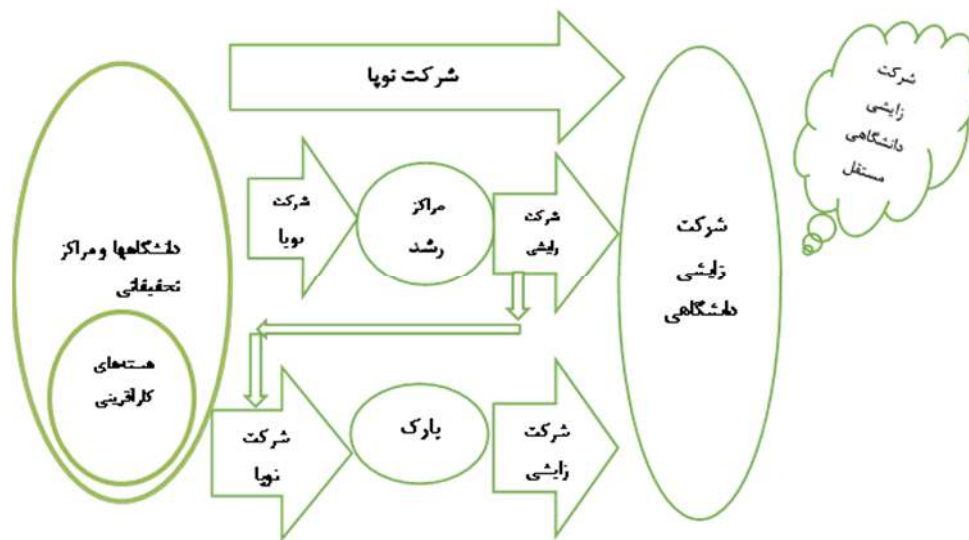 شرکت نوپا
شرکت
زایشی
دانشگاهی
مستقل
دانشگاهها و مراکز
تحقیقاتی
هسته‌های
کارآفرینی
شرکت
نوپا
مراکز
رشد
شرکت
زایشی
شرکت
زایشی
دانشگاهی
شرکت
نوپا
پارک
شرکت
زایشی